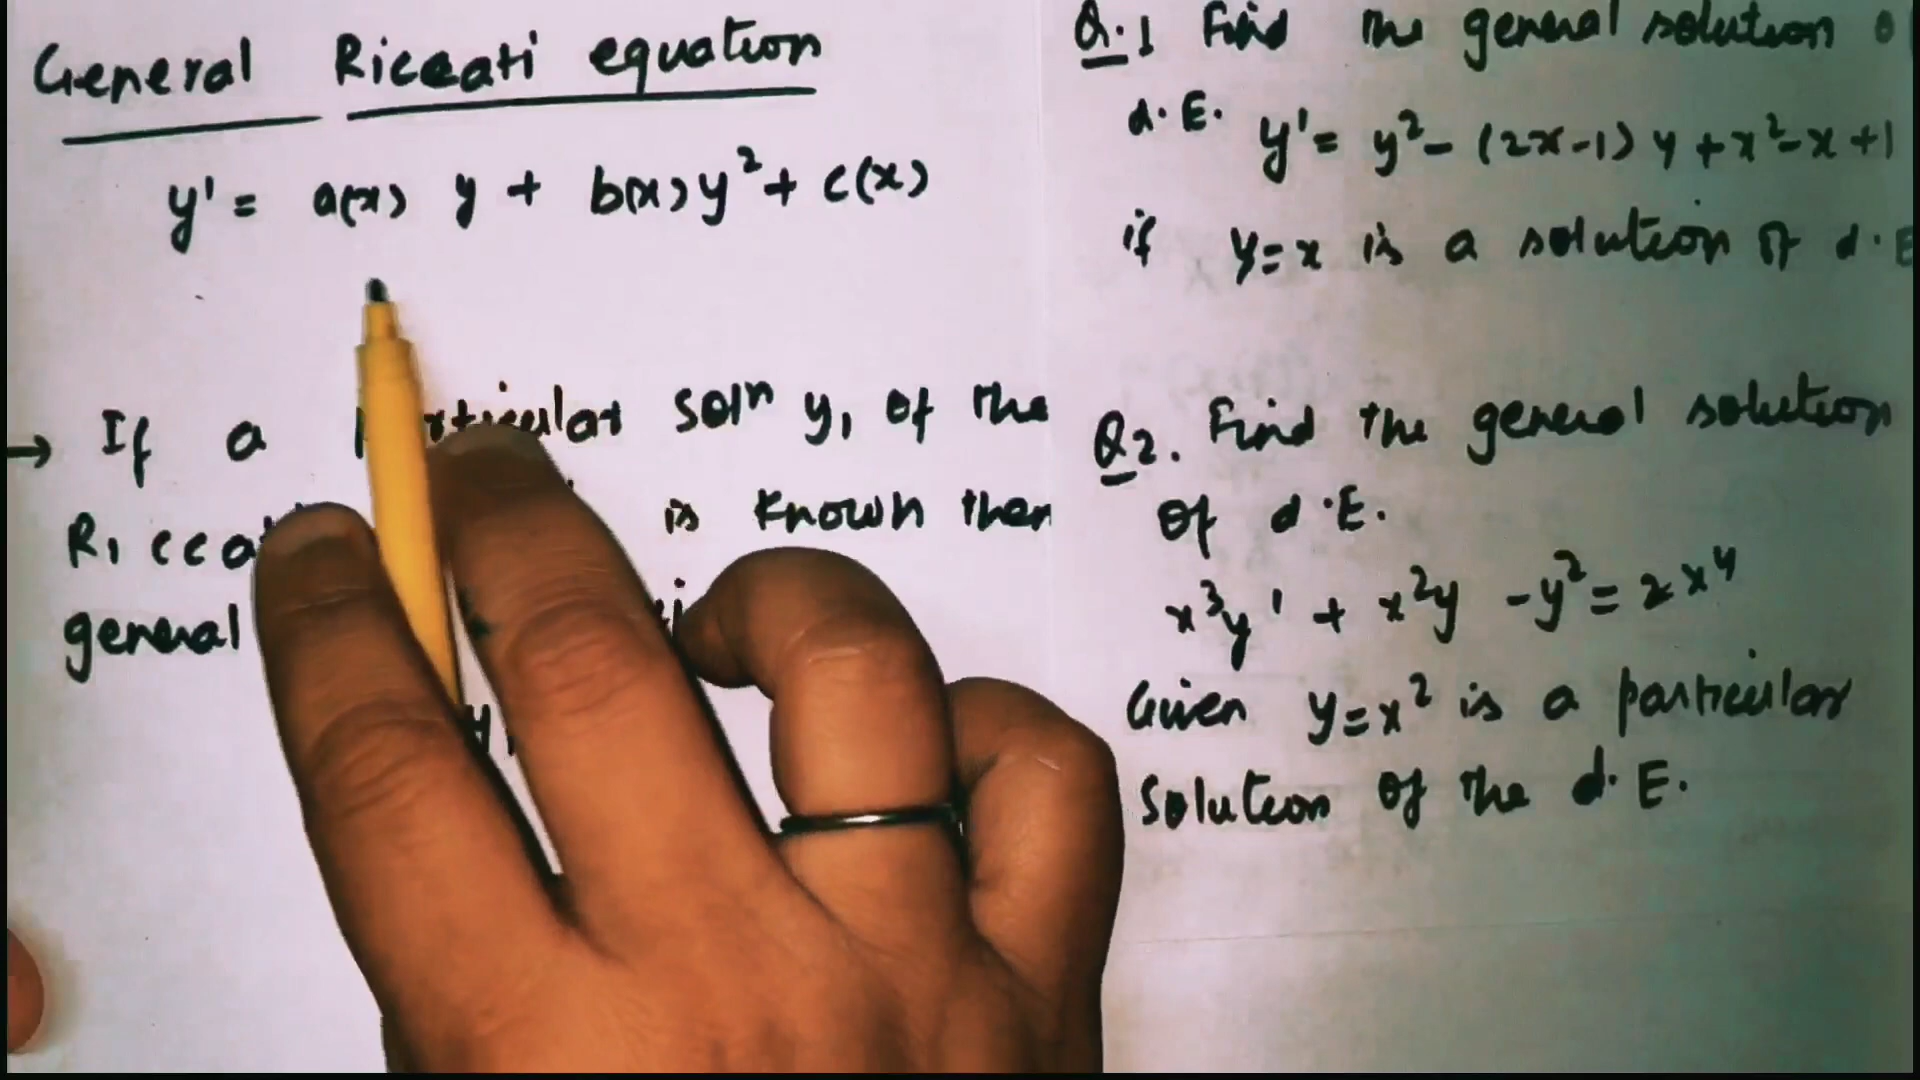 General Riccati equation
y' = a(x) y + b(x) y² + c(x)
→ If a solⁿ y₁ of the
is known then
general
Q.1 Find the general solution
d.E. y' = y² - (2x-1) y + x² - x + 1
if y = x is a solution of d.E
Q2. Find the general solution
of d.E.
x³y' + x²y - y² = 2x⁴
Given y = x² is a particular
solution of the d.E.